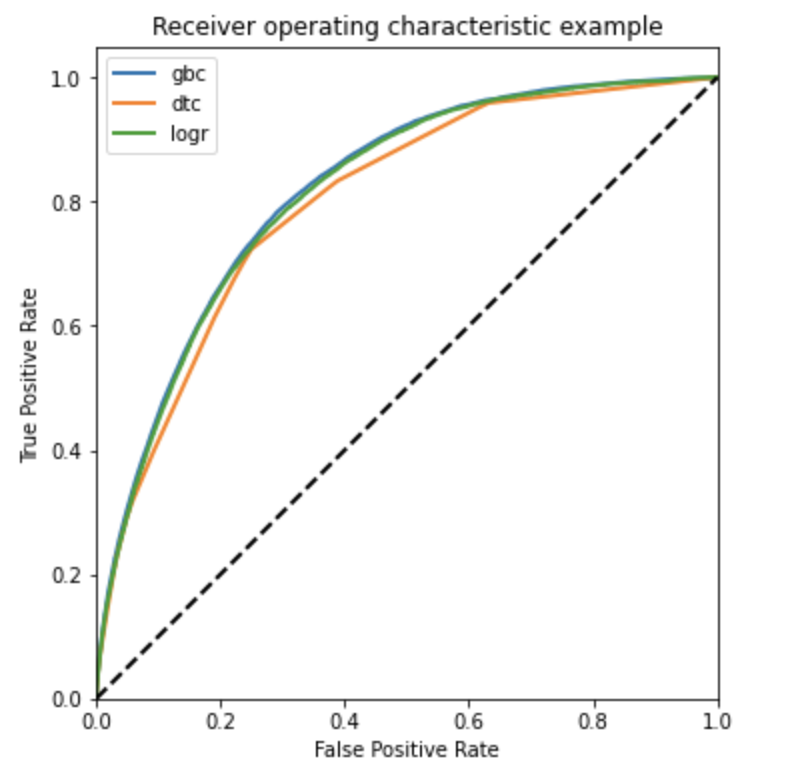 Receiver operating characteristic example
gbc
dtc
logr
True Positive Rate
1.0
0.8
0.6
0.4
0.2
0.0
0.0 0.2 0.4 0.6 0.8 1.0
False Positive Rate